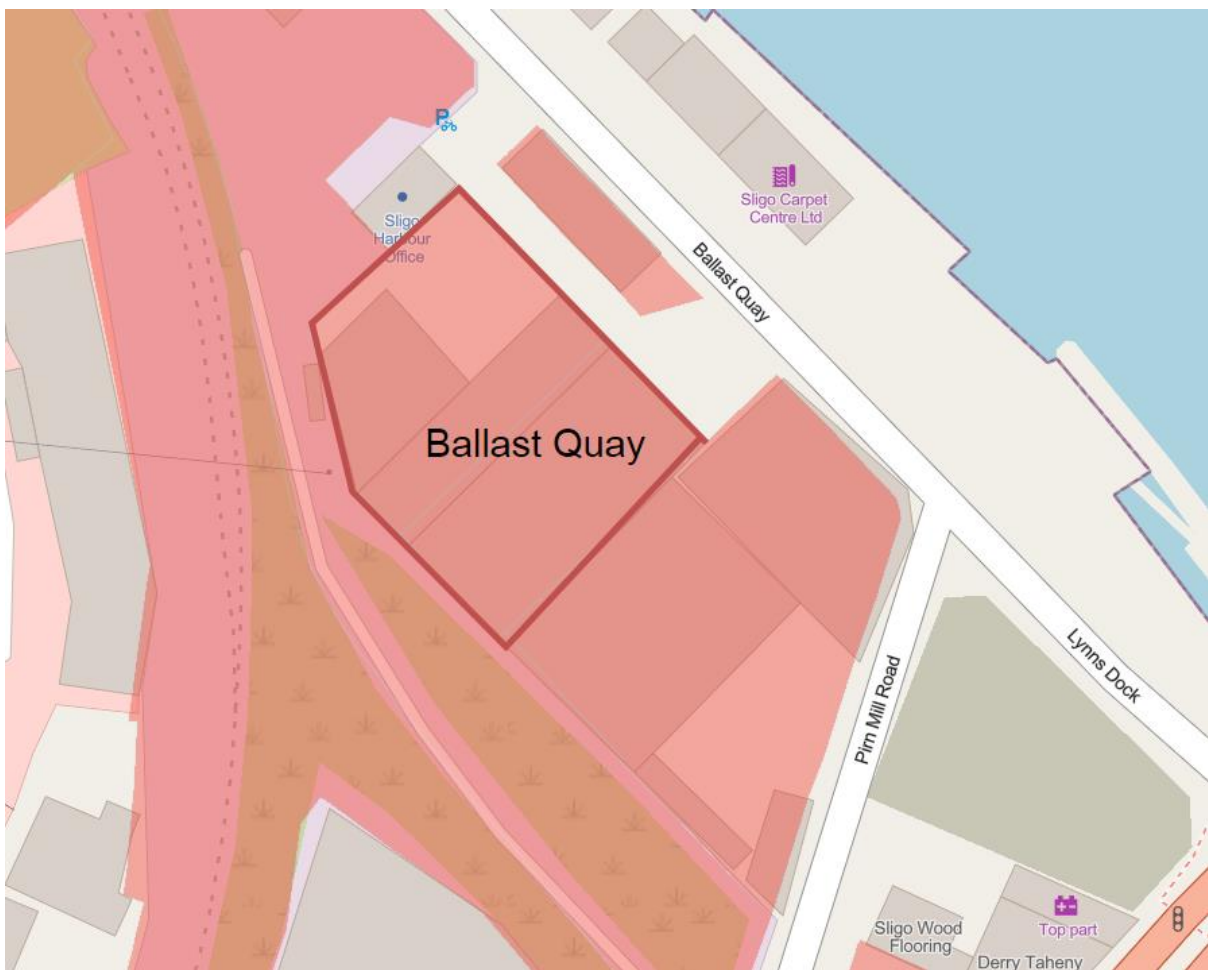 P
Sligo Carpet
Centre Ltd
Sligo
Harbour
Office
Ballast Quay
Ballast Quay
Lynns Dock
Pirn Mill Road
Sligo Wood
Flooring
Top part
Derry Taheny